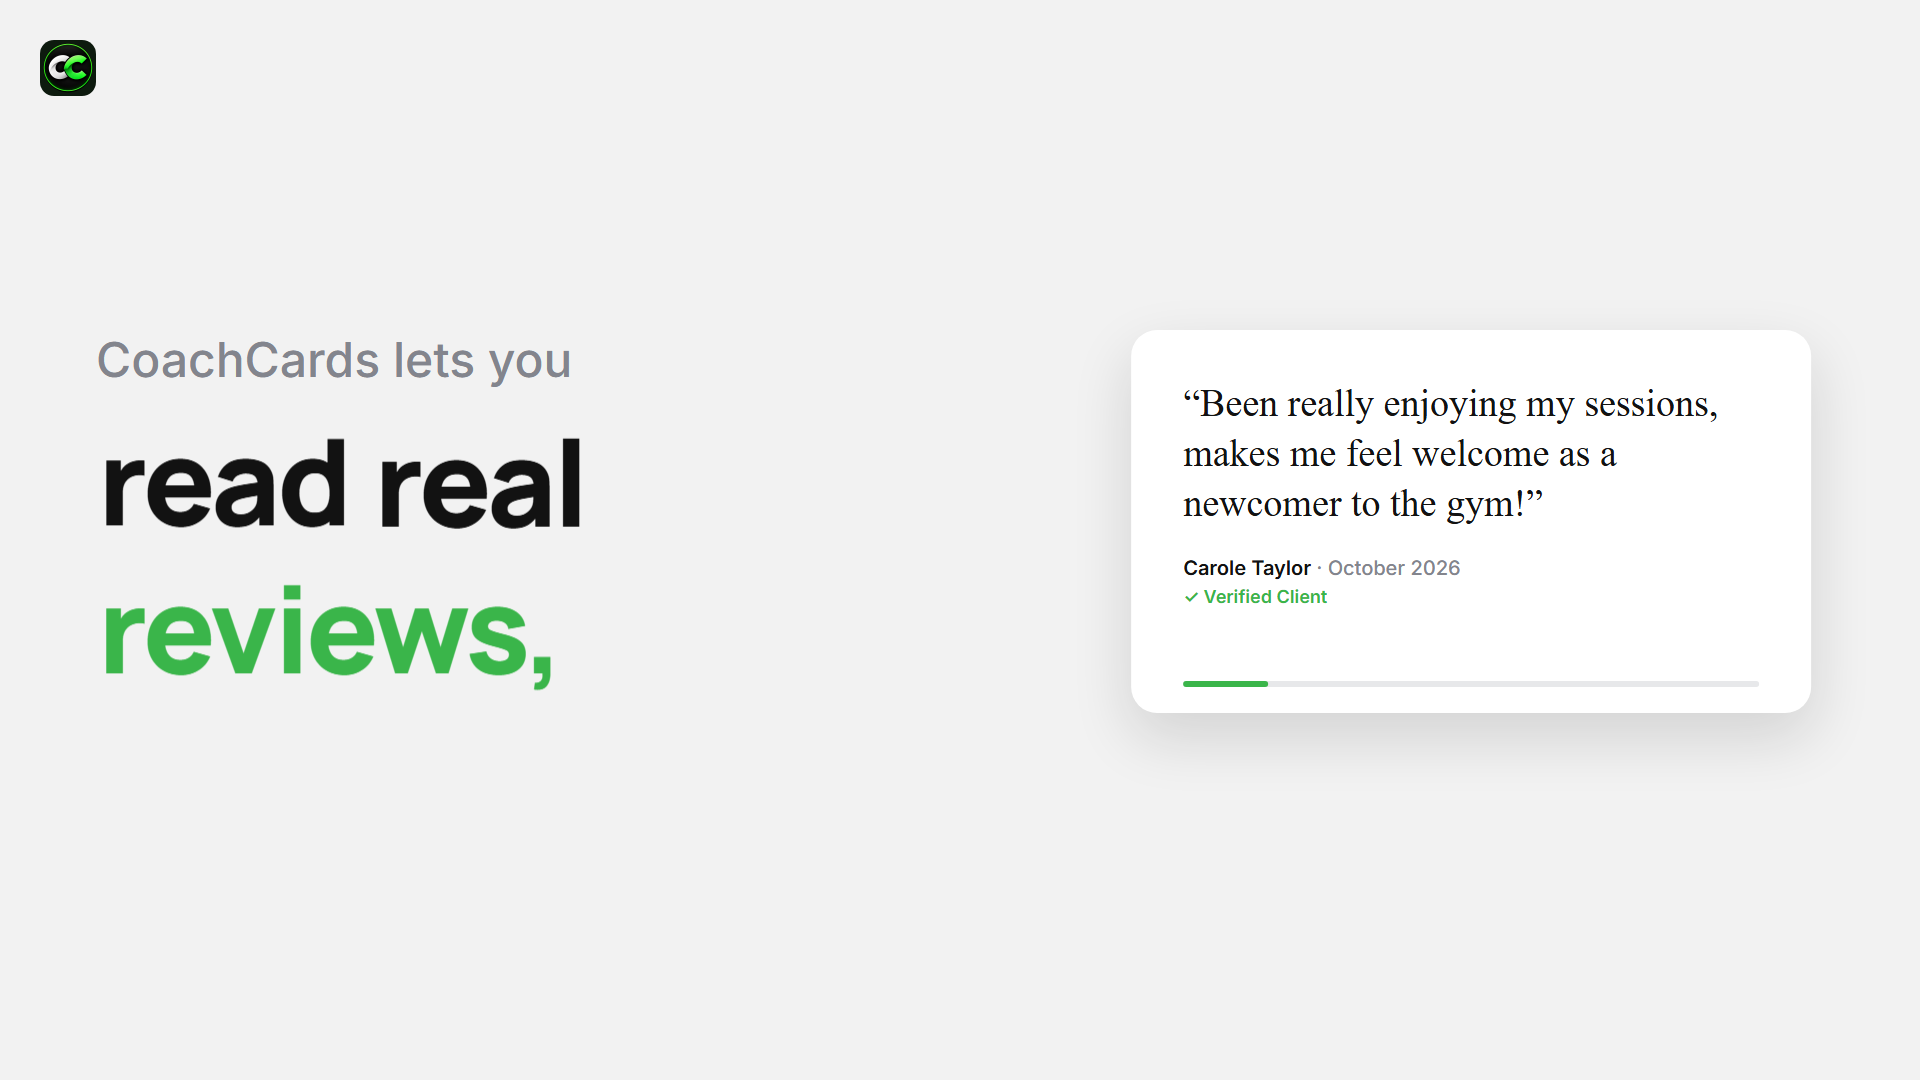 CC
CoachCards lets you
read real
reviews,
“Been really enjoying my sessions,
makes me feel welcome as a
newcomer to the gym!”
Carole Taylor · October 2026
✓ Verified Client